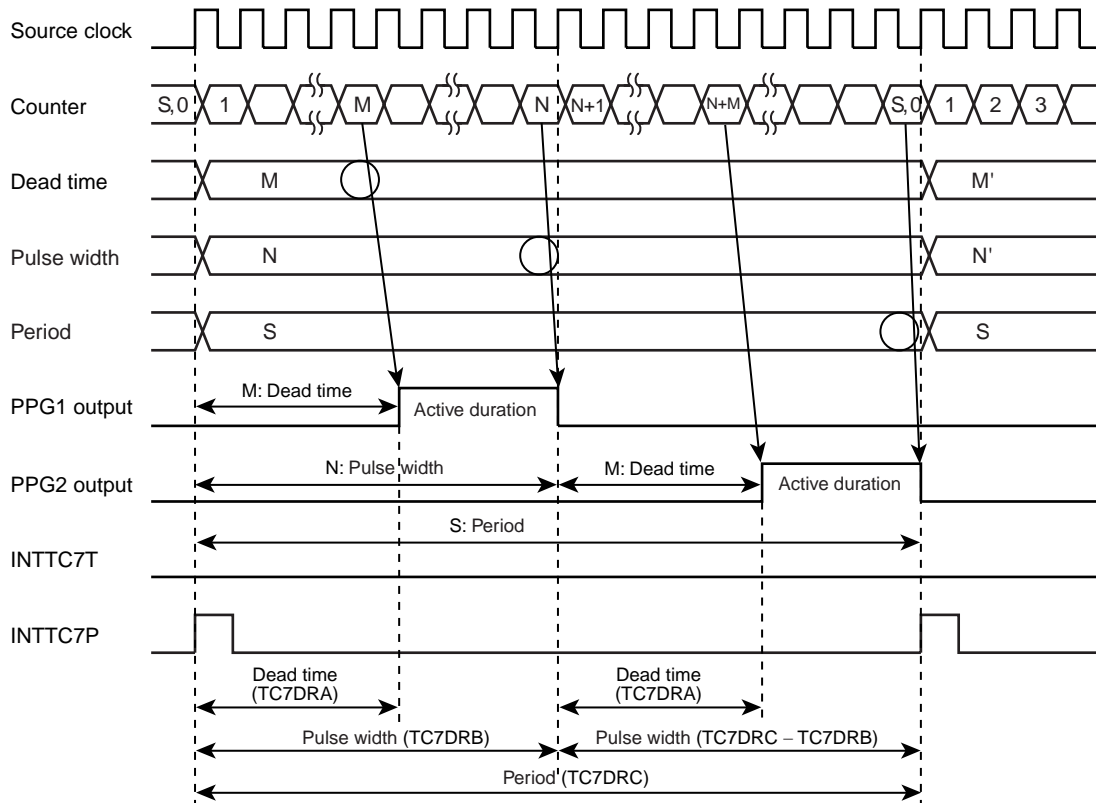 Source clock
Counter S,0 1 M N N+1 N+M S,0 1 2 3
Dead time M M'
Pulse width N N'
Period S S
M: Dead time
PPG1 output Active duration
N: Pulse width M: Dead time
PPG2 output Active duration
S: Period
INTTC7T
INTTC7P
Dead time Dead time
(TC7DRA) (TC7DRA)
Pulse width (TC7DRB) Pulse width (TC7DRC – TC7DRB)
Period (TC7DRC)